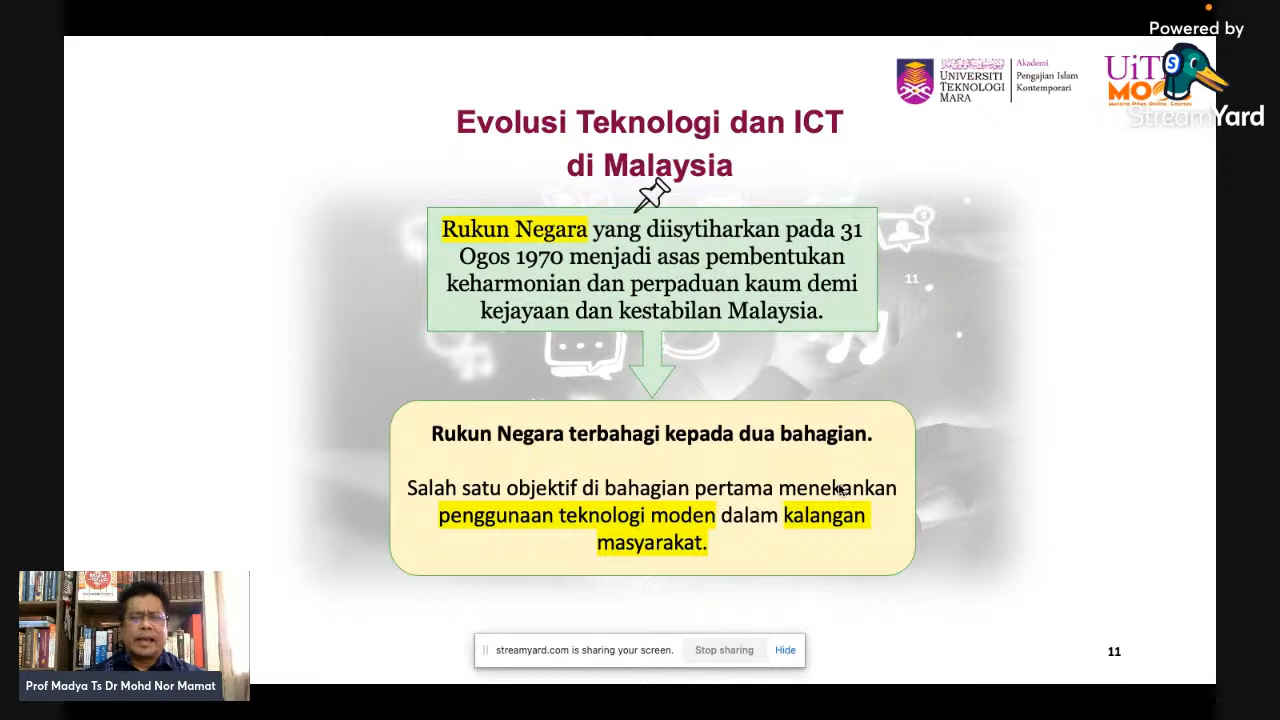 Powered by
StreamYard
UNIVERSITI
TEKNOLOGI
MARA
Akademi
Pengajian Islam
Kontemporari
Evolusi Teknologi dan ICT
di Malaysia
Rukun Negara yang diisytiharkan pada 31
Ogos 1970 menjadi asas pembentukan
keharmonian dan perpaduan kaum demi
kejayaan dan kestabilan Malaysia.
11
Rukun Negara terbahagi kepada dua bahagian.
Salah satu objektif di bahagian pertama menekankan
penggunaan teknologi moden dalam kalangan
masyarakat.
streamyard.com is sharing your screen.
Stop sharing
Hide
11
Prof Madya Ts Dr Mohd Nor Mamat